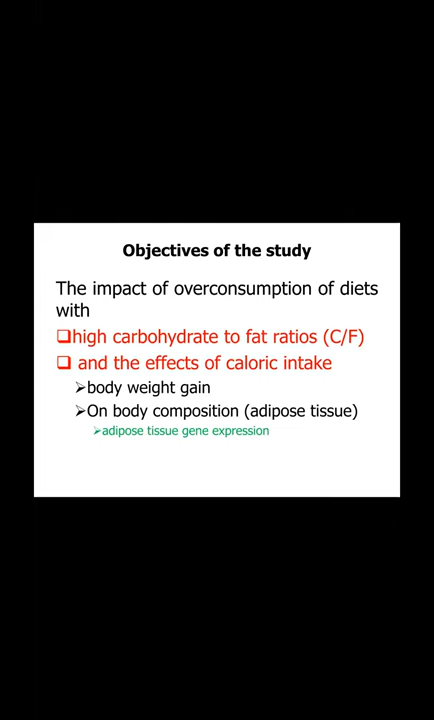 Objectives of the study
The impact of overconsumption of diets
with
❑high carbohydrate to fat ratios (C/F)
❑ and the effects of caloric intake
➢body weight gain
➢On body composition (adipose tissue)
➢adipose tissue gene expression